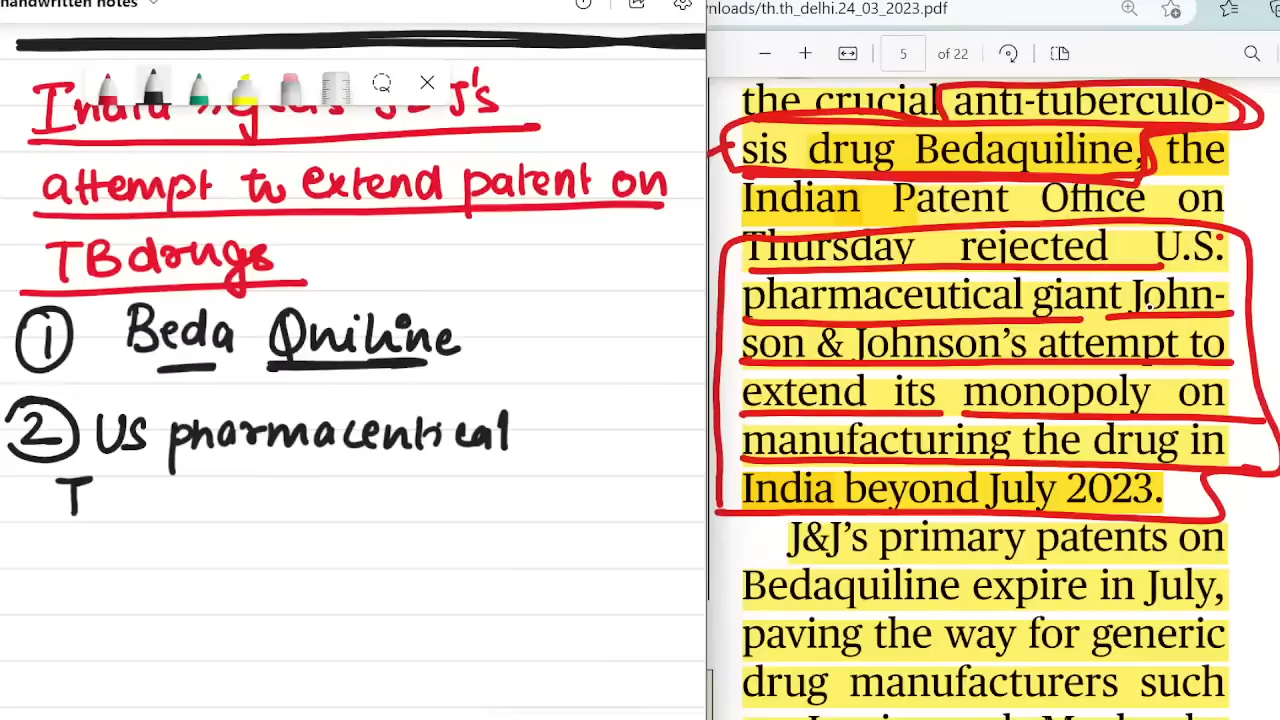 handwritten notes
attempt to extend patent on
TB drugs
1 Beda Quiline
2 US pharmaceutical
T
nloads/th.th_delhi.24_03_2023.pdf
5 of 22
the crucial anti-tuberculo-
sis drug Bedaquiline, the
Indian Patent Office on
Thursday rejected U.S.
pharmaceutical giant John-
son & Johnson's attempt to
extend its monopoly on
manufacturing the drug in
India beyond July 2023.
J&J's primary patents on
Bedaquiline expire in July,
paving the way for generic
drug manufacturers such